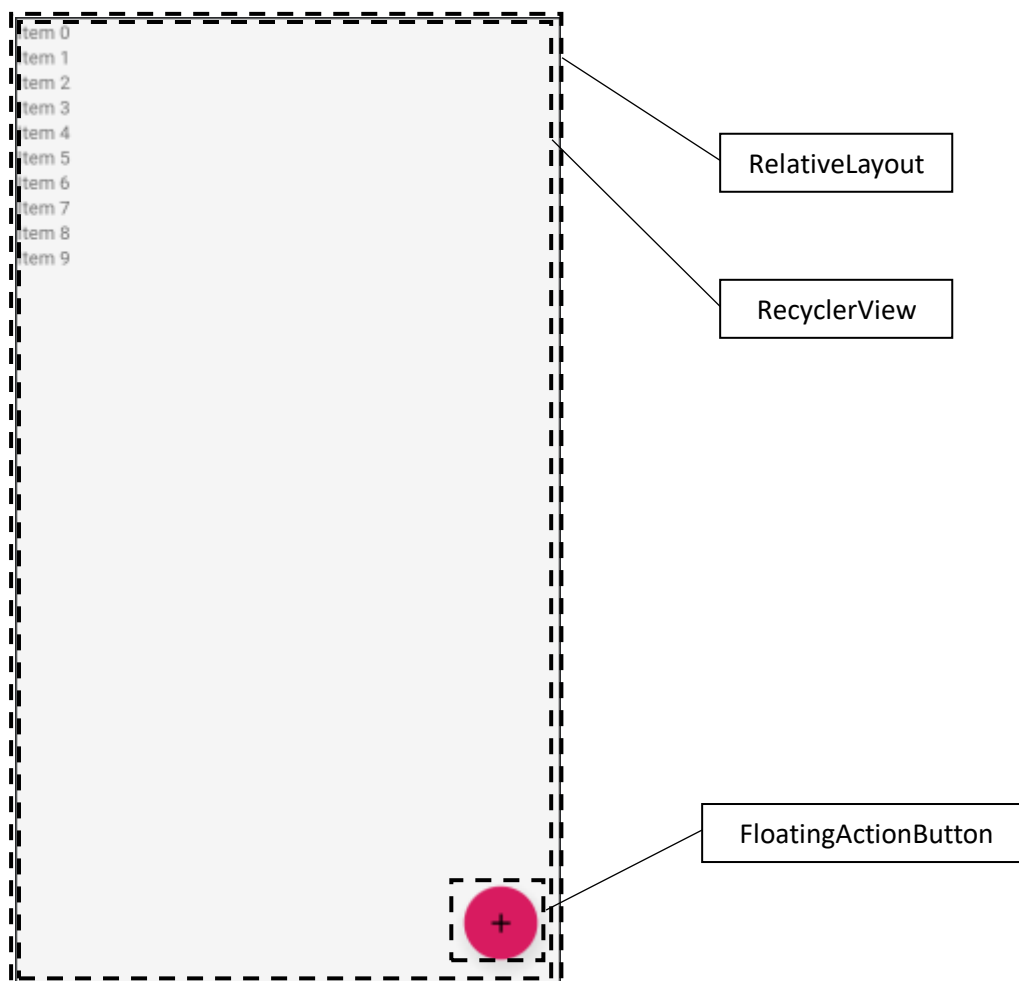 Item 0
Item 1
Item 2
Item 3
Item 4
Item 5
Item 6
Item 7
Item 8
Item 9
RelativeLayout
RecyclerView
FloatingActionButton
+